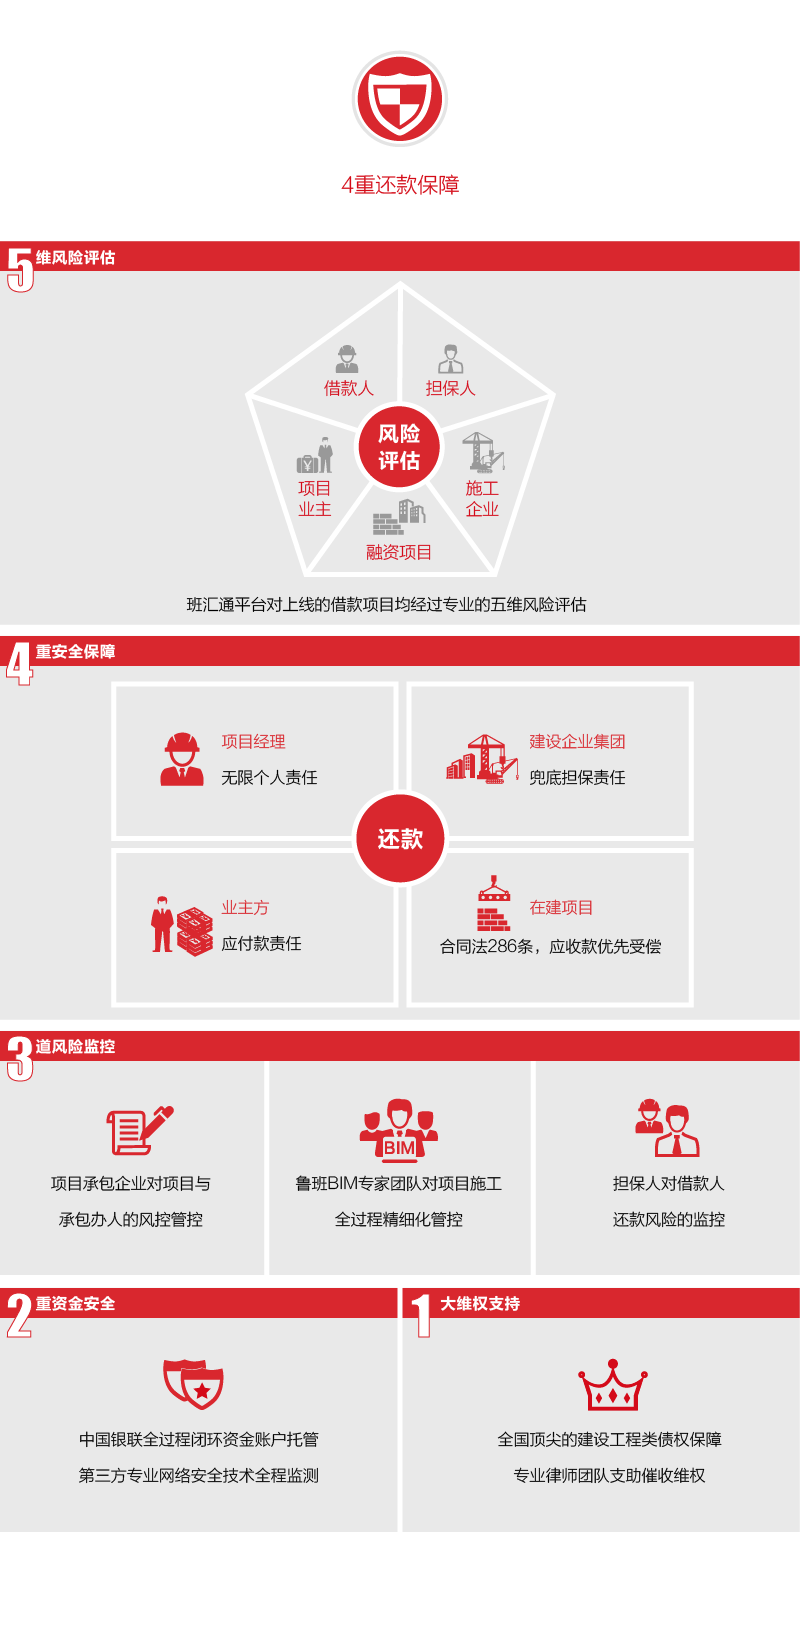 4重还款保障
5维风险评估
借款人
担保人
风险
评估
项目
业主
施工
企业
融资项目
班汇通平台对上线的借款项目均经过专业的五维风险评估
4重安全保障
项目经理
无限个人责任
建设企业集团
兜底担保责任
还款
业主方
应付款责任
在建项目
合同法286条，应收款优先受偿
3道风险监控
BIM
项目承包企业对项目与
承包办人的风控管控
鲁班BIM专家团队对项目施工
全过程精细化管控
担保人对借款人
还款风险的监控
2重资金安全
中国银联全过程闭环资金账户托管
第三方专业网络安全技术全程监测
1大维权支持
全国顶尖的建设工程类债权保障
专业律师团队支助催收维权